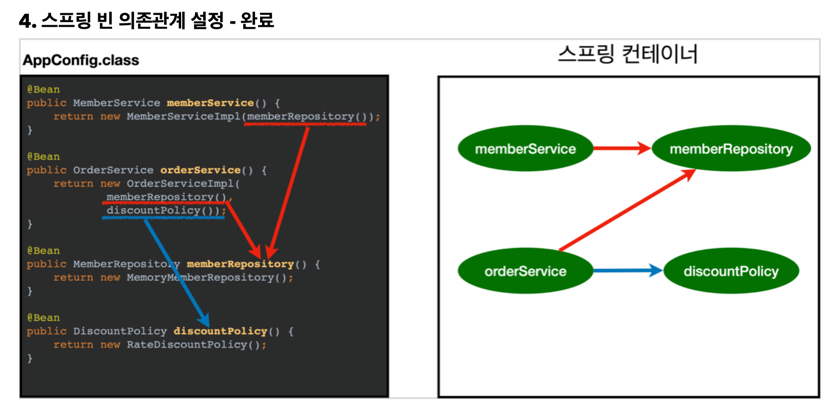 4. 스프링 빈 의존관계 설정 - 완료
AppConfig.class
@Bean
public MemberService memberService() {
return new MemberServiceImpl(memberRepository());
}
@Bean
public OrderService orderService() {
return new OrderServiceImpl(
memberRepository(),
discountPolicy());
}
@Bean
public MemberRepository memberRepository() {
return new MemoryMemberRepository();
}
@Bean
public DiscountPolicy discountPolicy() {
return new RateDiscountPolicy();
}
스프링 컨테이너
memberService
memberRepository
orderService
discountPolicy